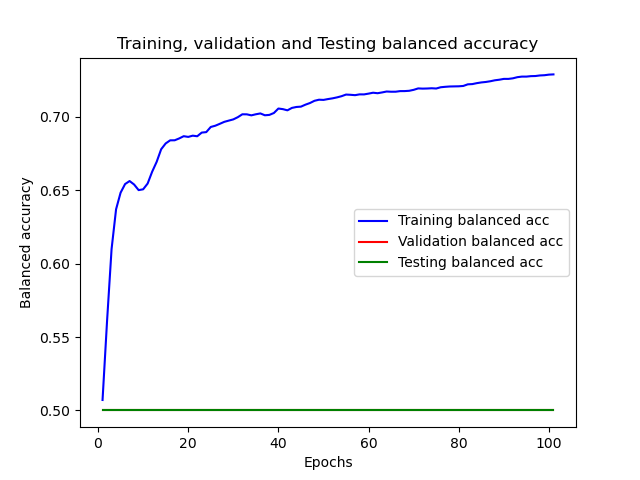 Training, validation and Testing balanced accuracy
Balanced accuracy
0.70
0.65
0.60
0.55
0.50
Training balanced acc
Validation balanced acc
Testing balanced acc
0
20
40
60
80
100
Epochs